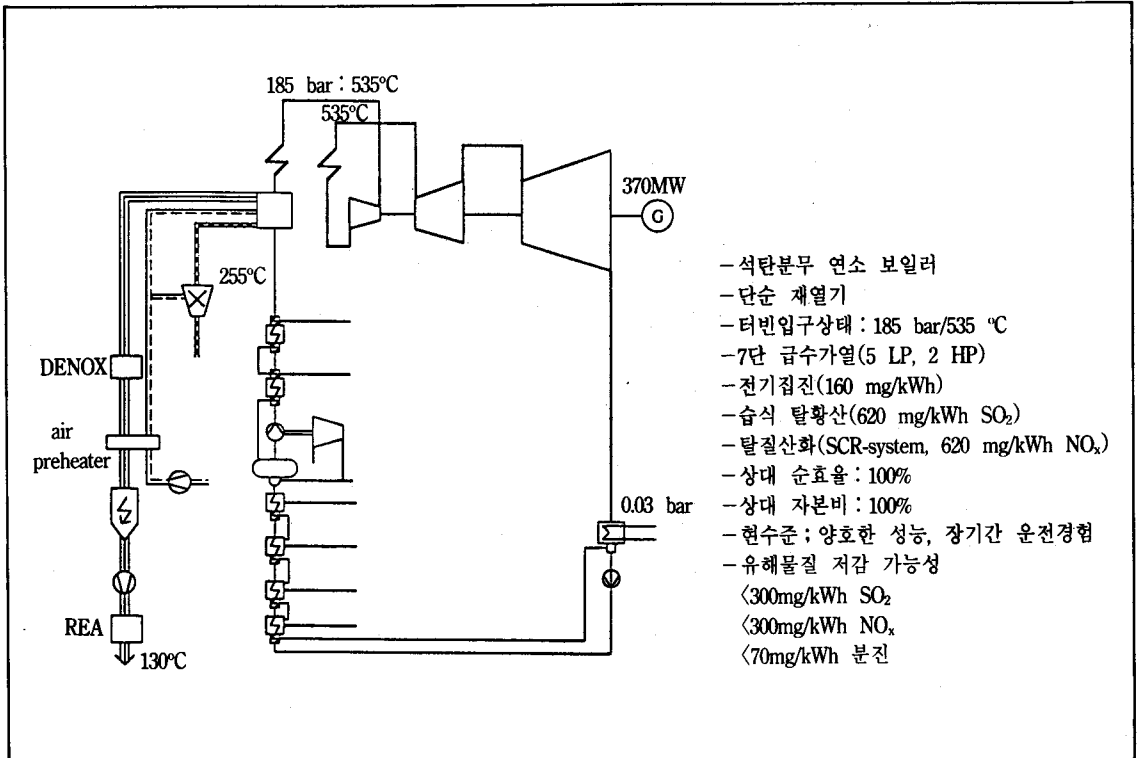 185 bar : 535℃
535℃
370MW
G
255℃
DENOX
air
preheater
REA
130℃
0.03 bar
－석탄분무 연소 보일러
－단순 재열기
－터빈입구상태 : 185 bar/535 ℃
－7단 급수가열(5 LP, 2 HP)
－전기집진(160 mg/kWh)
－습식 탈황산(620 mg/kWh SO₂)
－탈질산화(SCR-system, 620 mg/kWh NOₓ)
－상대 순효율 : 100%
－상대 자본비 : 100%
－현수준 ; 양호한 성능, 장기간 운전경험
－유해물질 저감 가능성
〈300mg/kWh SO₂
〈300mg/kWh NOₓ
〈70mg/kWh 분진